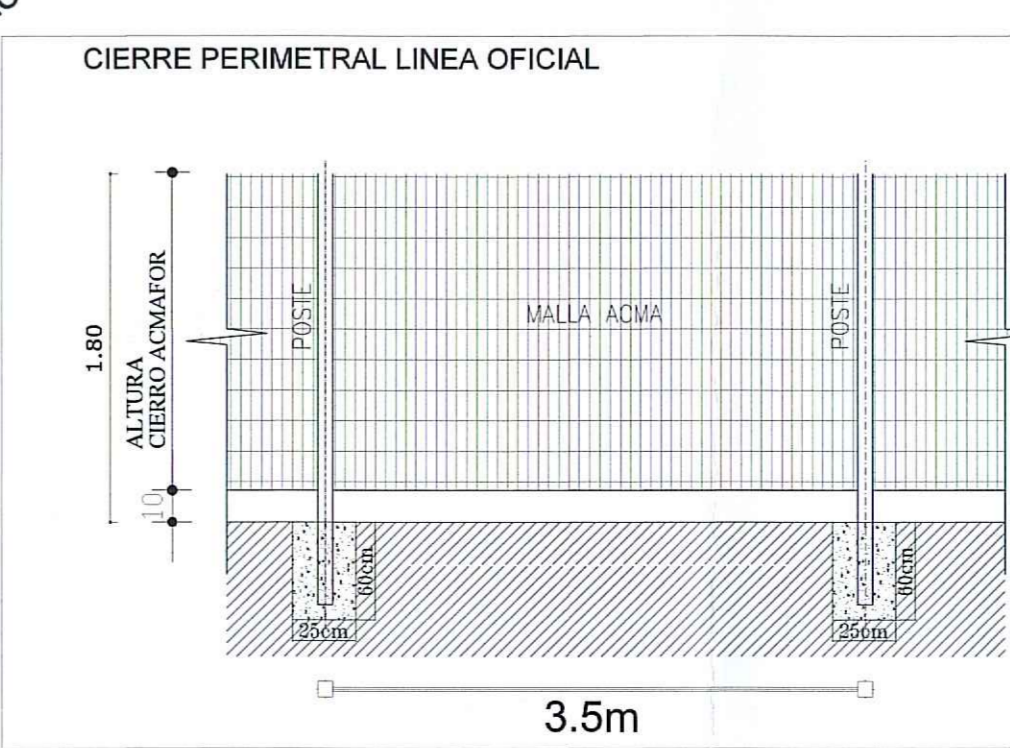 CIERRE PERIMETRAL LINEA OFICIAL
1.80
ALTURA
CIERRO ACMAFOR
10
POSTE
MALLA ACMA
POSTE
60cm
25cm
60cm
25cm
3.5m